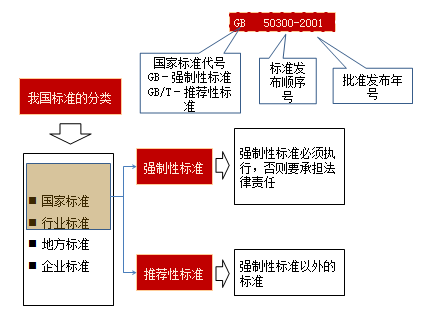 GB 50300-2001
国家标准代号
GB－强制性标准
GB/T－推荐性标
准
标准发
布顺序
号
批准发布年
号
我国标准的分类
■ 国家标准
■ 行业标准
■ 地方标准
■ 企业标准
强制性标准
强制性标准必须执
行，否则要承担法
律责任
推荐性标准
强制性标准以外的
标准